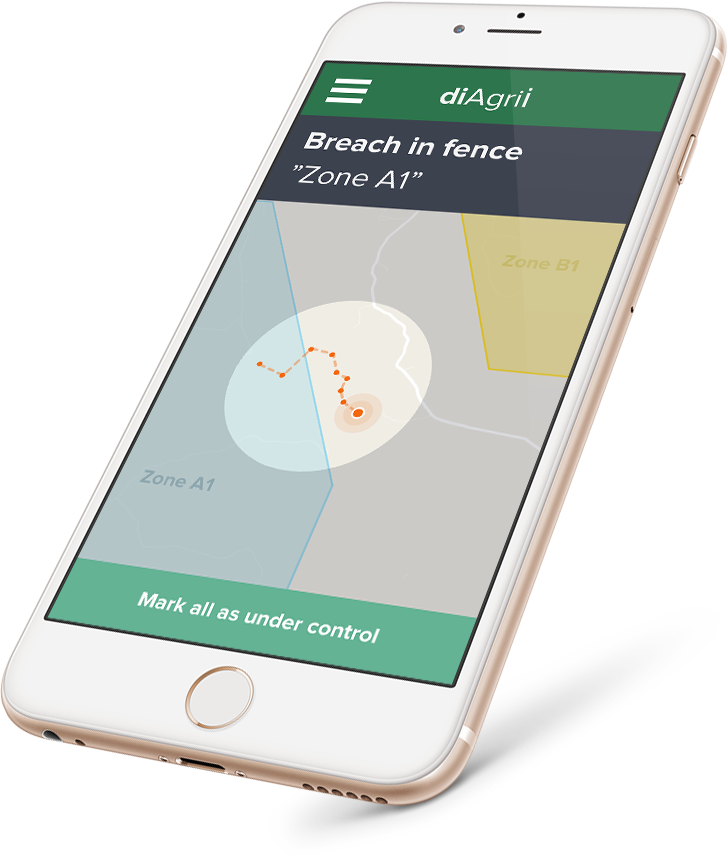 diAgrii
Breach in fence
"Zone A1"
Zone B1
Zone A1
Mark all as under control